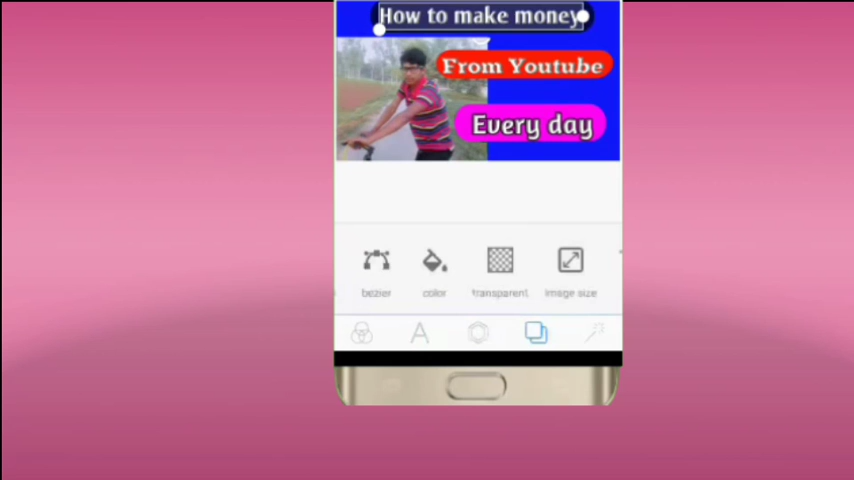 How to make money
From Youtube
Every day
bezier
color
transparent
image size